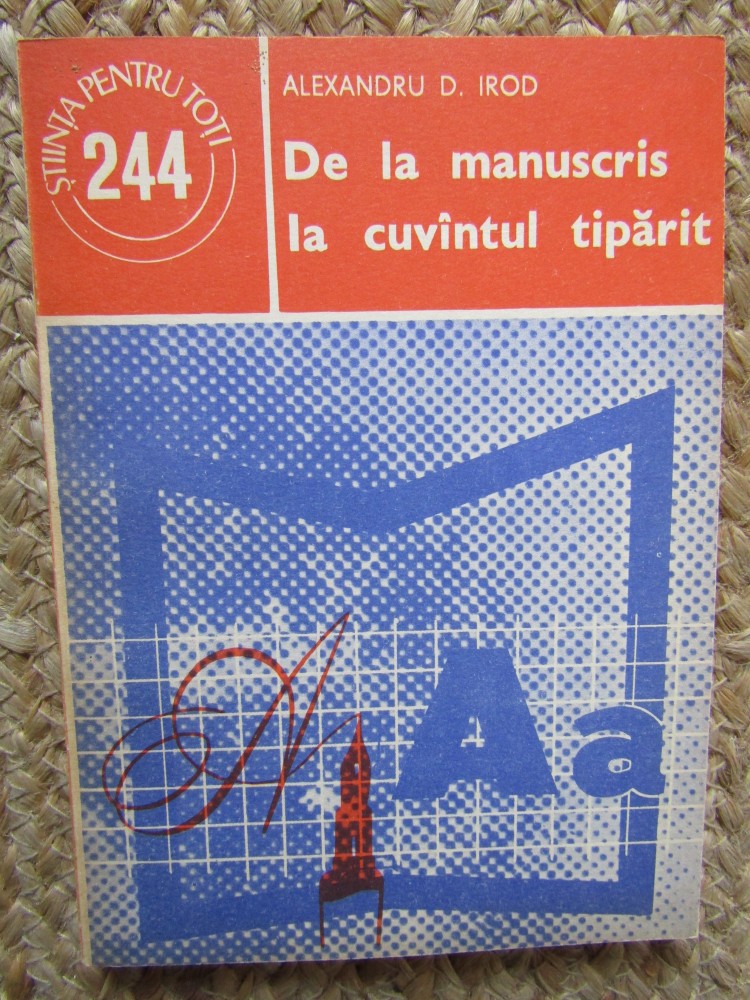 ȘTIINȚA PENTRU TOȚI
244
ALEXANDRU D. IROD
De la manuscris
la cuvîntul tipărit
A
Aa